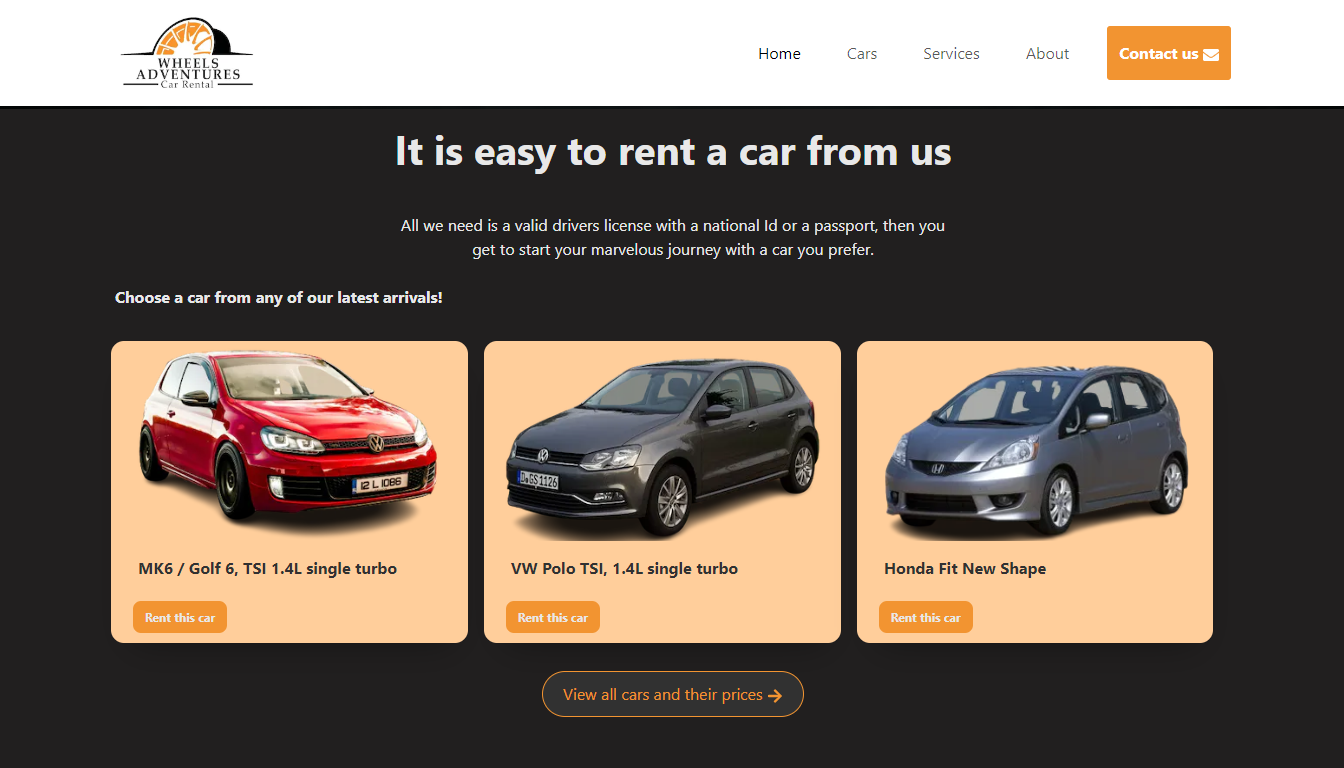 WHEELS
ADVENTURES
Car Rental
Home Cars Services About Contact us
It is easy to rent a car from us
All we need is a valid drivers license with a national Id or a passport, then you
get to start your marvelous journey with a car you prefer.
Choose a car from any of our latest arrivals!
12 L 1086
D GS 1126
MK6 / Golf 6, TSI 1.4L single turbo
VW Polo TSI, 1.4L single turbo
Honda Fit New Shape
Rent this car
Rent this car
Rent this car
View all cars and their prices